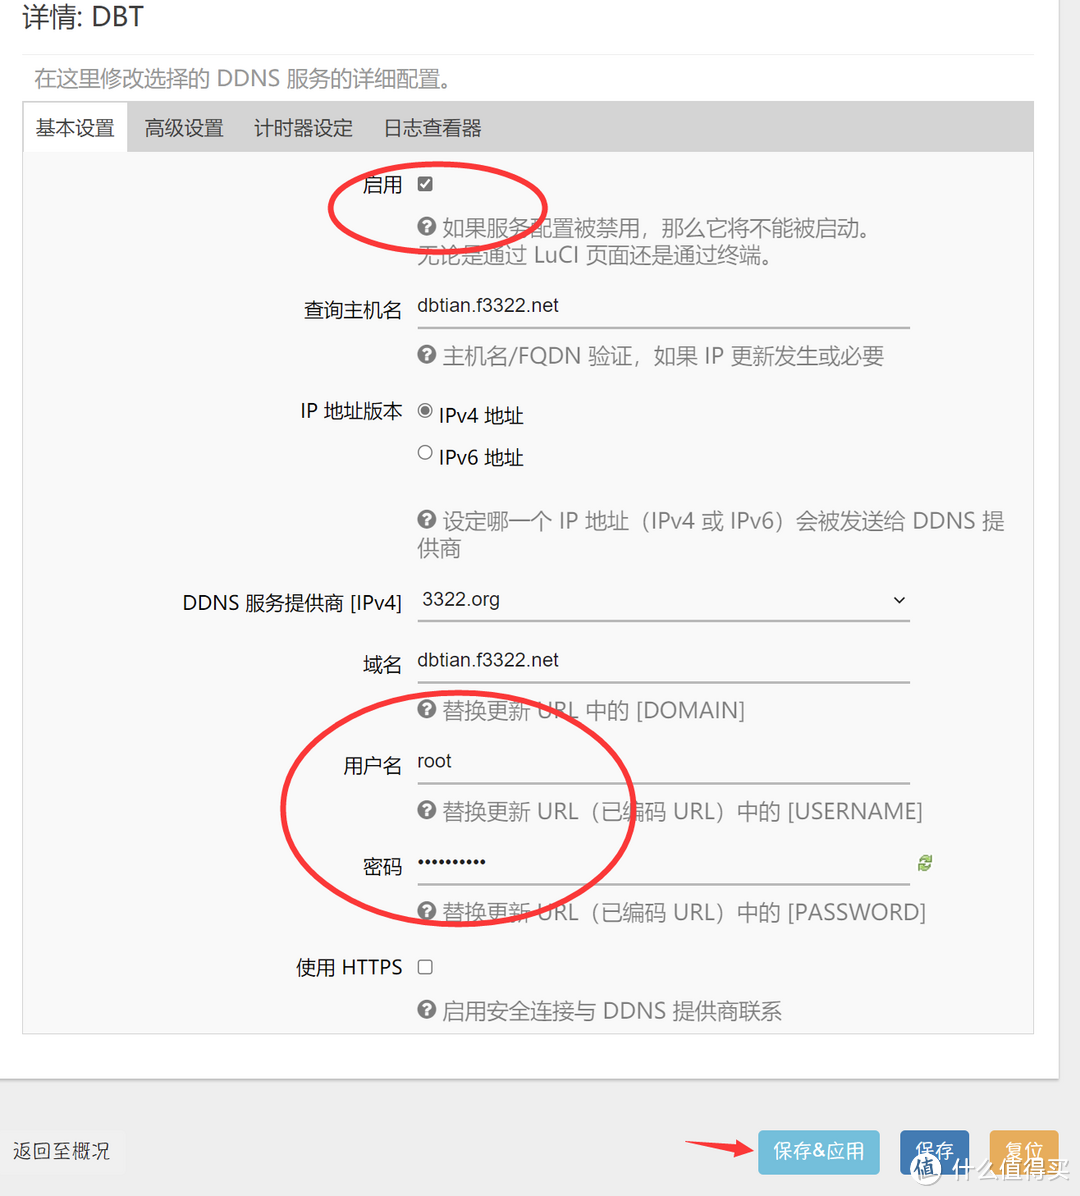 详情: DBT
在这里修改选择的 DDNS 服务的详细配置。
基本设置 高级设置 计时器设定 日志查看器
启用
如果服务配置被禁用，那么它将不能被启动。
无论是通过 LuCI 页面还是通过终端。
查询主机名 dbtian.f3322.net
主机名/FQDN 验证，如果 IP 更新发生或必要
IP 地址版本 IPv4 地址
IPv6 地址
设定哪一个 IP 地址（IPv4 或 IPv6）会被发送给 DDNS 提
供商
DDNS 服务提供商 [IPv4] 3322.org
域名 dbtian.f3322.net
替换更新 URL 中的 [DOMAIN]
用户名 root
替换更新 URL（已编码 URL）中的 [USERNAME]
密码 ••••••••••
替换更新 URL（已编码 URL）中的 [PASSWORD]
使用 HTTPS
启用安全连接与 DDNS 提供商联系
返回至概况 保存&应用 保存 复位
值 什么值得买